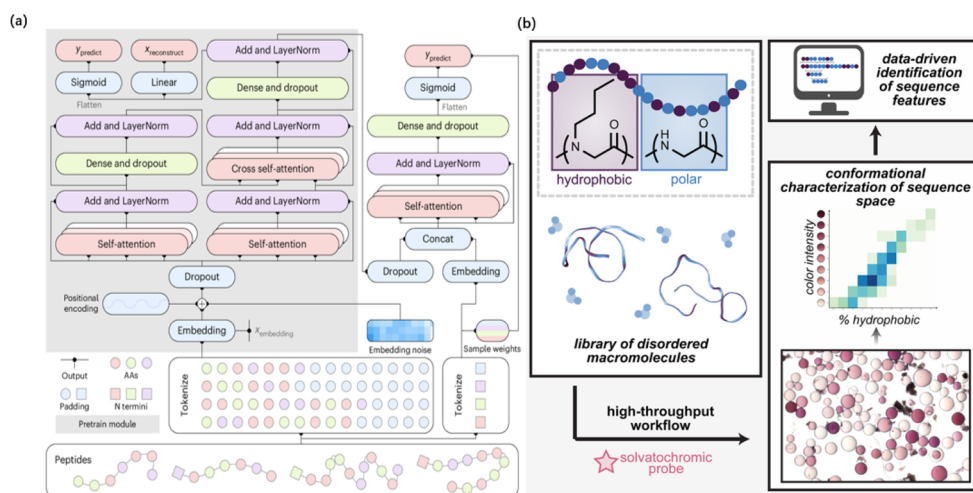 (a)
y predict
x reconstruct
Sigmoid
Linear
Flatten
Add and LayerNorm
Dense and dropout
Add and LayerNorm
Self-attention
Add and LayerNorm
Dense and dropout
Add and LayerNorm
Cross self-attention
Add and LayerNorm
Self-attention
Dropout
Positional
encoding
Embedding
x embedding
y predict
Sigmoid
Flatten
Dense and dropout
Add and LayerNorm
Self-attention
Concat
Dropout
Embedding
Embedding noise
Sample weights
Output
AAs
Padding
N termini
Pretrain module
Tokenize
Tokenize
Peptides
(b)
N
O
H
N
O
hydrophobic
polar
library of disordered
macromolecules
high-throughput
workflow
solvatochromic
probe
data-driven
identification
of sequence
features
conformational
characterization of sequence
space
color intensity
% hydrophobic